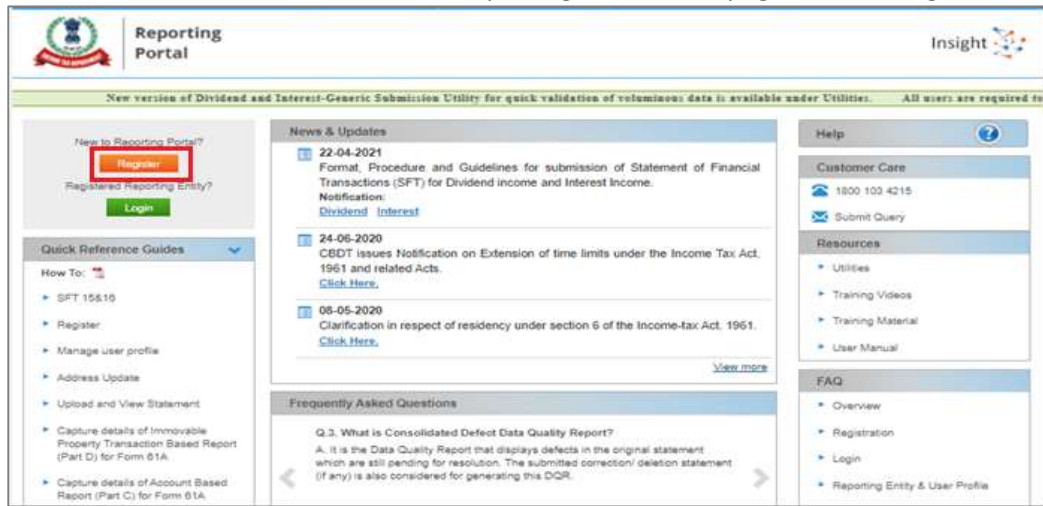 Reporting
Portal
Insight
New version of Dividend and Interest-Generic Submission Utility for quick validation of voluminous data is available under Utilities. All users are required to
New to Reporting Portal?
Register
Registered Reporting Entity?
Login
Quick Reference Guides
How To:
SFT 15&16
Register
Manage user profile
Address Update
Upload and View Statement
Capture details of Immovable
Property Transaction Based Report
(Part D) for Form 61A
Capture details of Account Based
Report (Part C) for Form 61A
News & Updates
22-04-2021
Format, Procedure and Guidelines for submission of Statement of Financial
Transactions (SFT) for Dividend income and Interest Income.
Notification:
Dividend Interest
24-06-2020
CBDT issues Notification on Extension of time limits under the Income Tax Act,
1961 and related Acts.
Click Here.
08-05-2020
Clarification in respect of residency under section 6 of the Income-tax Act, 1961.
Click Here.
View more
Frequently Asked Questions
Q.3. What is Consolidated Defect Data Quality Report?
A. It is the Data Quality Report that displays defects in the original statement
which are still pending for resolution. The submitted correction/ deletion statement
(if any) is also considered for generating this DQR.
Help ?
Customer Care
1800 103 4215
Submit Query
Resources
Utilities
Training Videos
Training Material
User Manual
FAQ
Overview
Registration
Login
Reporting Entity & User Profile